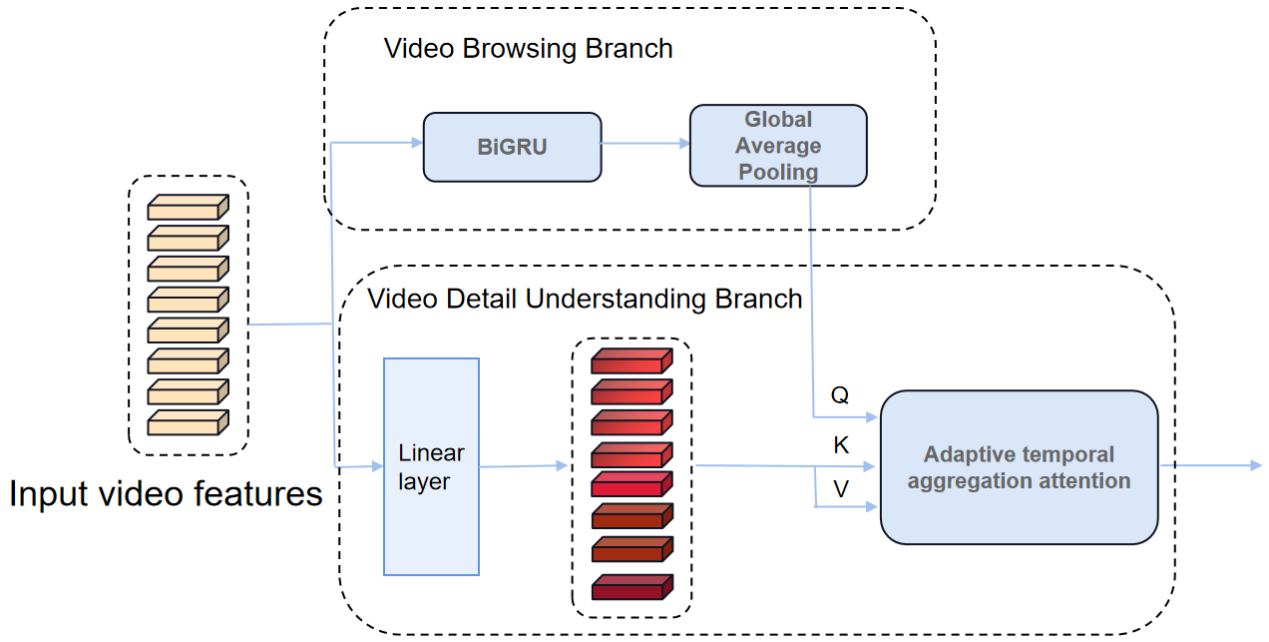 Video Browsing Branch
BiGRU
Global
Average
Pooling
Input video features
Video Detail Understanding Branch
Linear
layer
Q
K
V
Adaptive temporal
aggregation attention